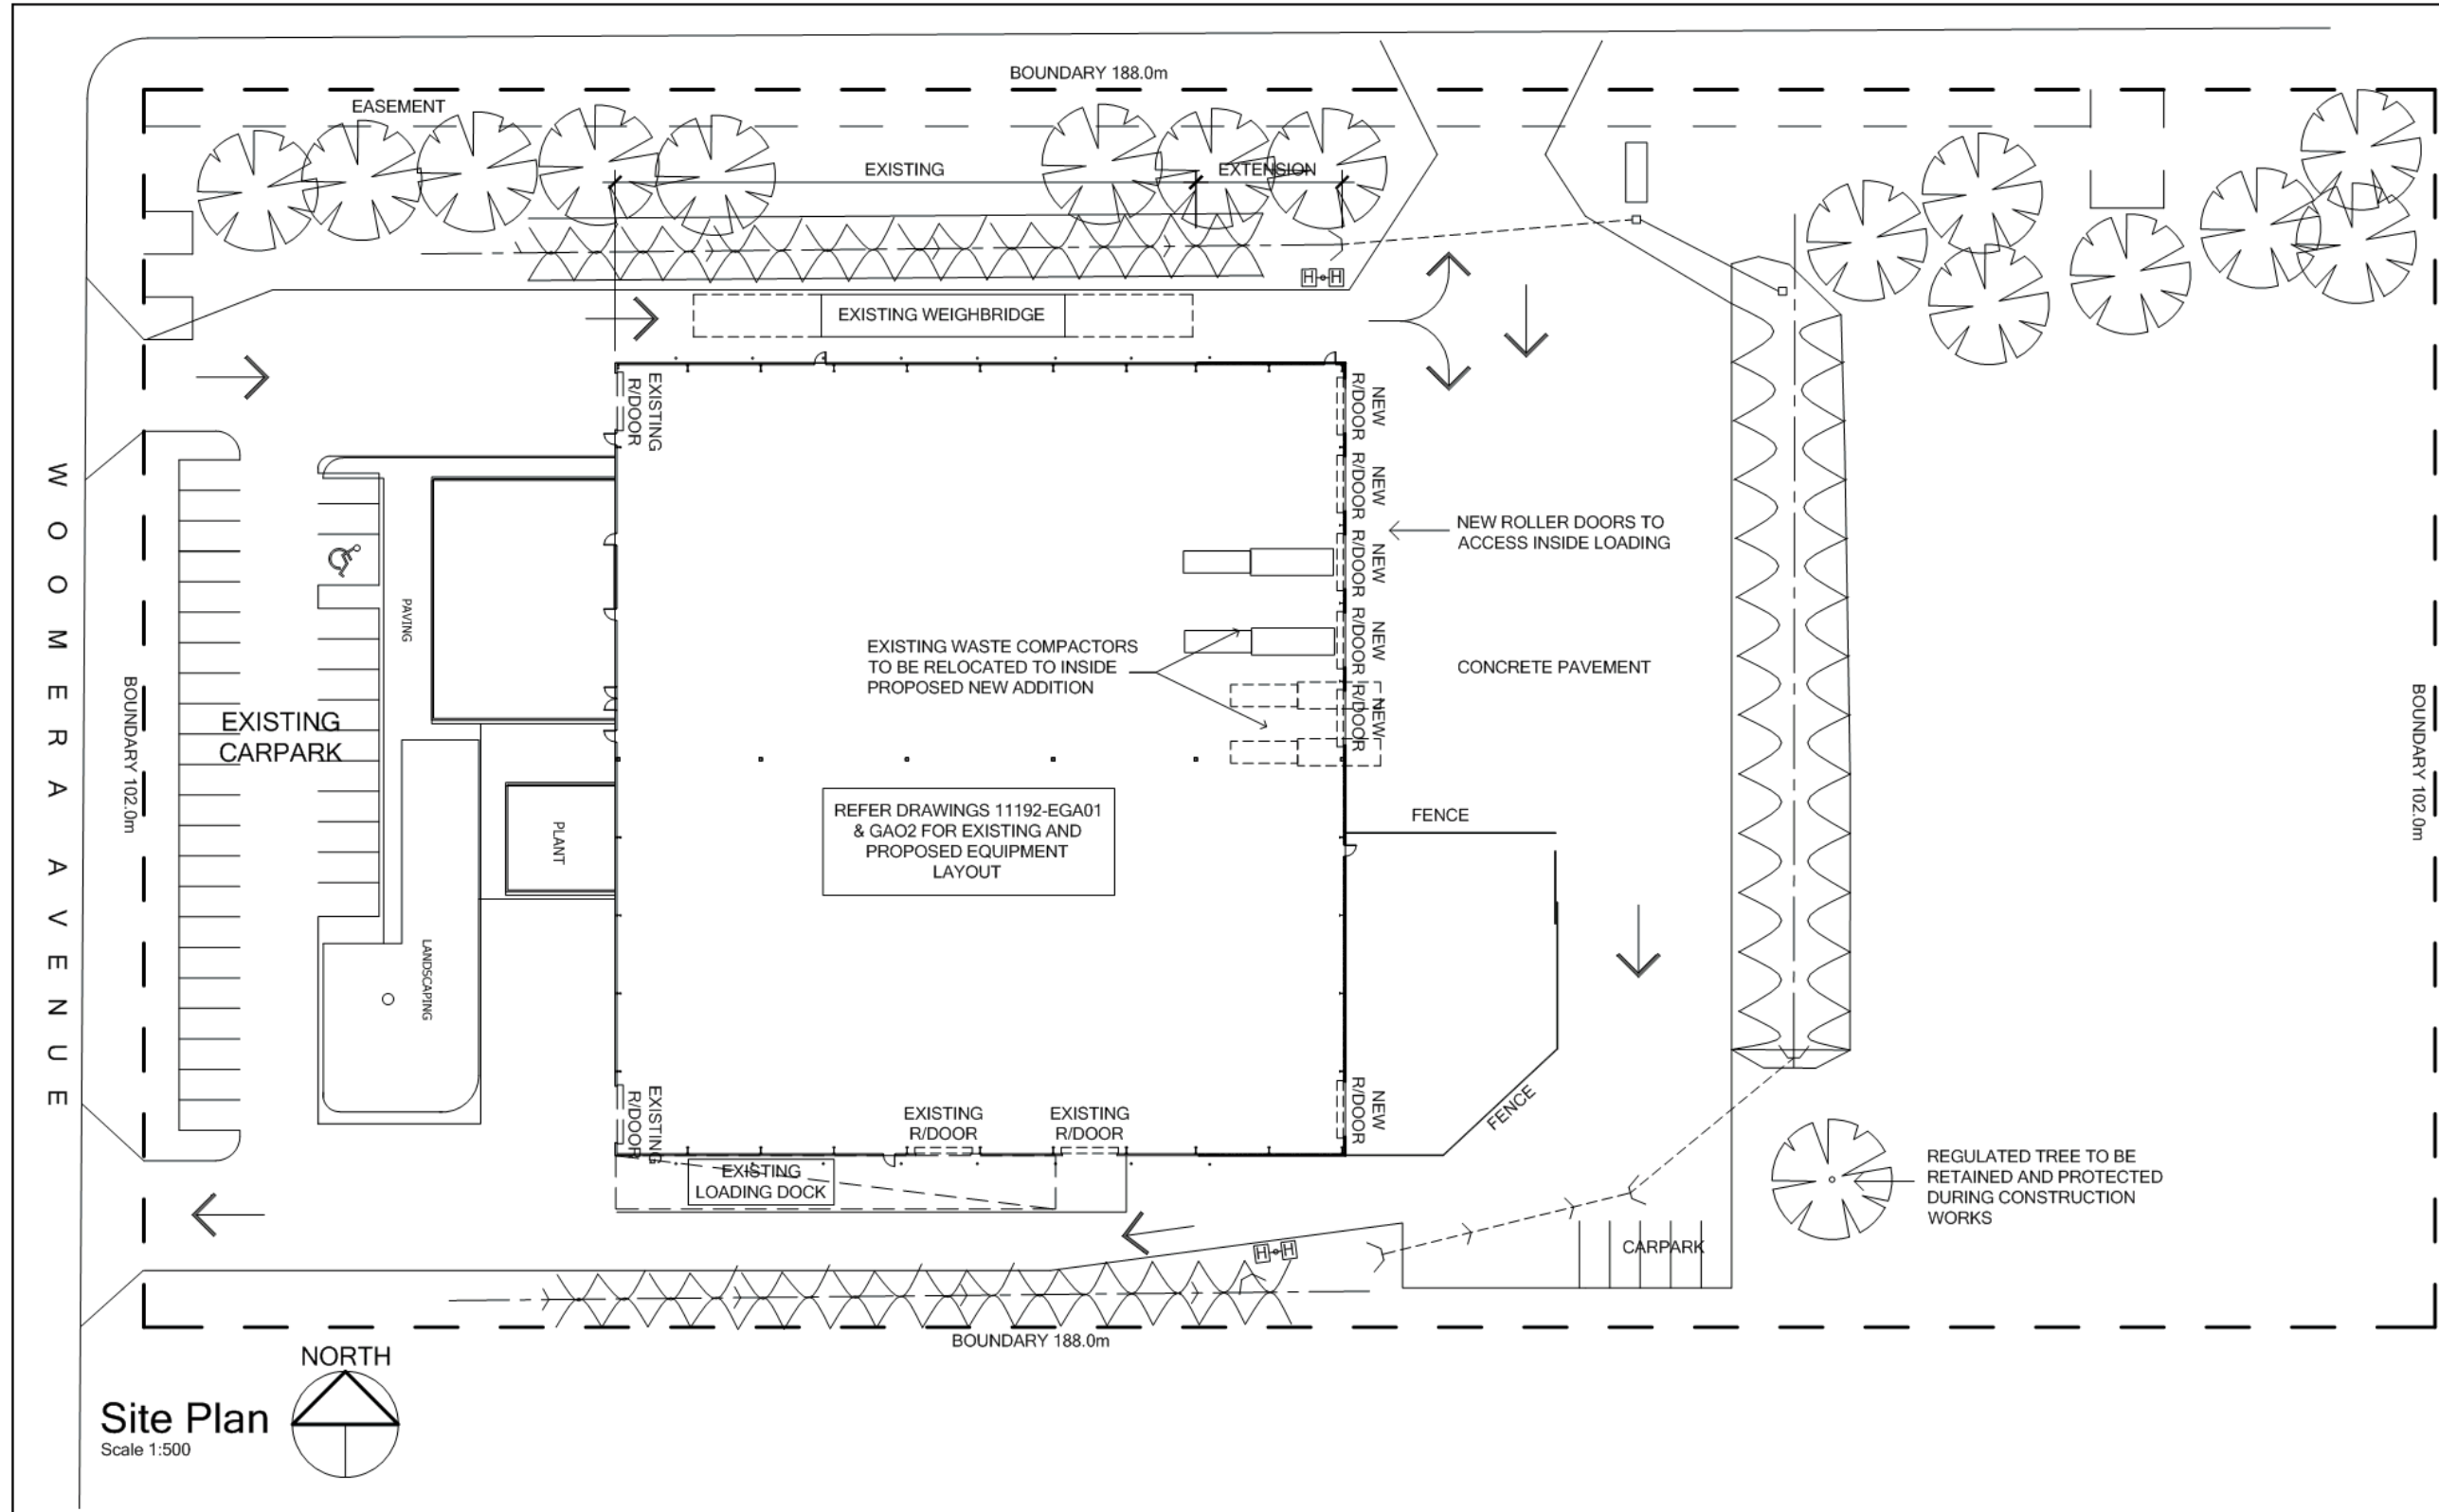 BOUNDARY 188.0m
EASEMENT
EXISTING
EXTENSION
EXISTING WEIGHBRIDGE
EXISTING
R/DOOR
NEW
R/DOOR
NEW
R/DOOR
NEW
R/DOOR
NEW
R/DOOR
NEW
R/DOOR
NEW ROLLER DOORS TO
ACCESS INSIDE LOADING
WOOMERA AVENUE
BOUNDARY 102.0m
EXISTING
CARPARK
PAVING
EXISTING WASTE COMPACTORS
TO BE RELOCATED TO INSIDE
PROPOSED NEW ADDITION
CONCRETE PAVEMENT
BOUNDARY 102.0m
PLANT
LANDSCAPING
REFER DRAWINGS 11192-EGA01
& GAO2 FOR EXISTING AND
PROPOSED EQUIPMENT
LAYOUT
FENCE
FENCE
EXISTING
R/DOOR
EXISTING
R/DOOR
EXISTING
R/DOOR
NEW
R/DOOR
EXISTING
LOADING DOCK
H H
H H
CARPARK
REGULATED TREE TO BE
RETAINED AND PROTECTED
DURING CONSTRUCTION
WORKS
BOUNDARY 188.0m
NORTH
Site Plan
Scale 1:500